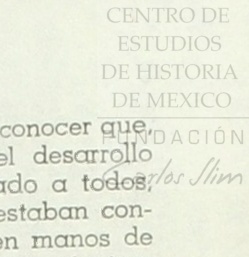 CENTRO DE
ESTUDIOS
DE HISTORIA
DE MEXICO
FUNDACIÓN
Carlos Slim
conocer que,
el desarrollo
ado a todos,
estaban con-
en manos de